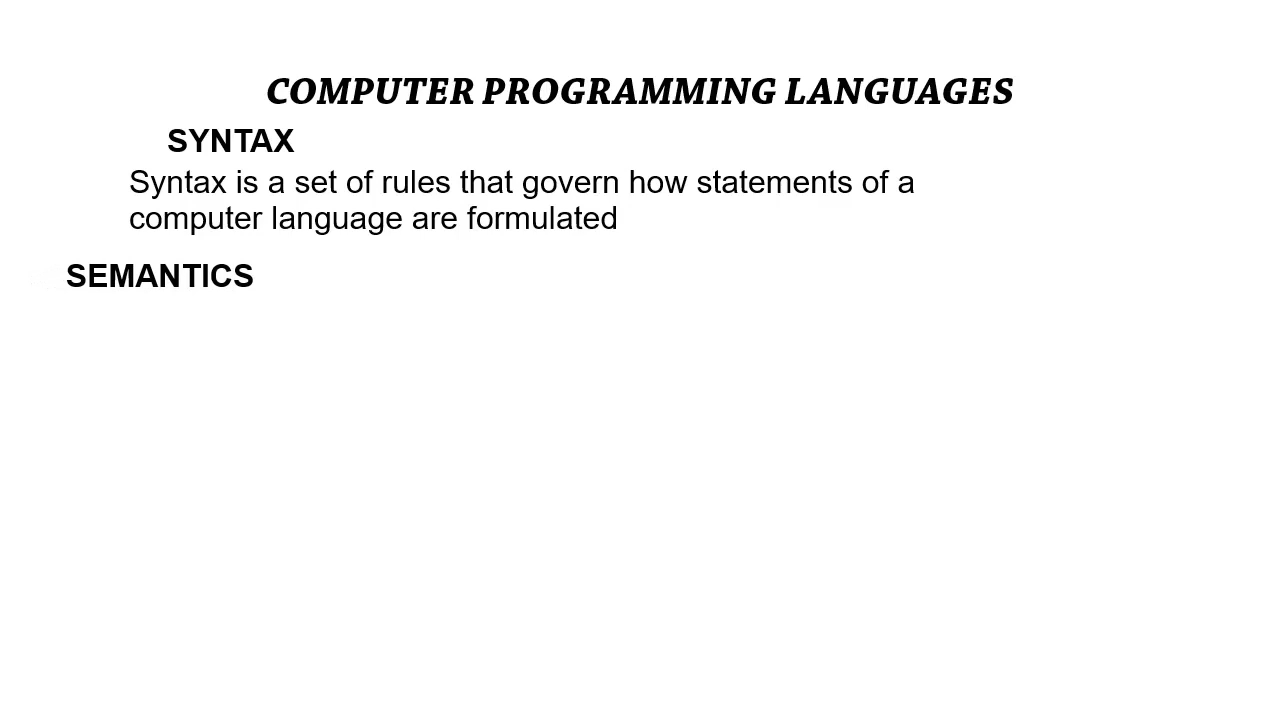 COMPUTER PROGRAMMING LANGUAGES
SYNTAX
Syntax is a set of rules that govern how statements of a
computer language are formulated
SEMANTICS